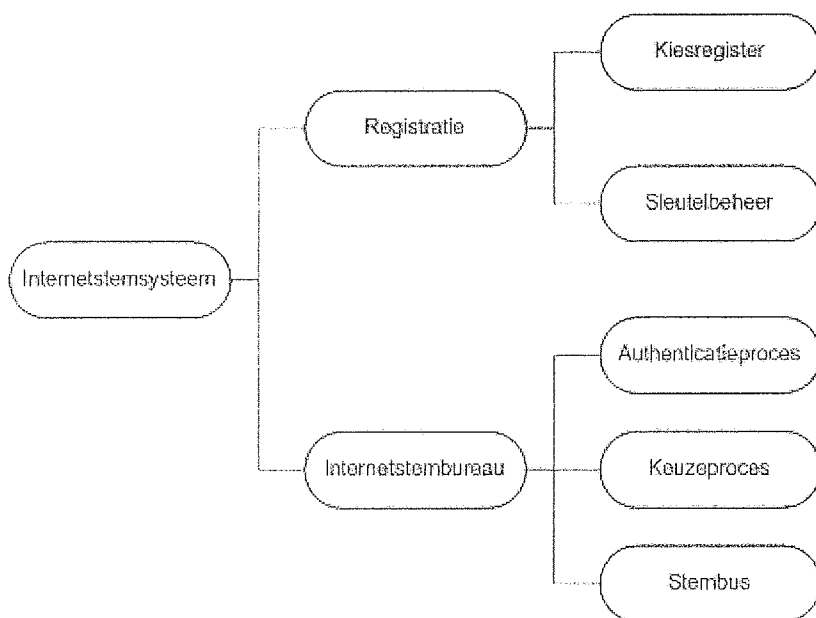 Internetstemsysteem
Registratie
Kiesregister
Sleutelbeheer
Internetstembureau
Authenticatieproces
Keuzeproces
Stembus